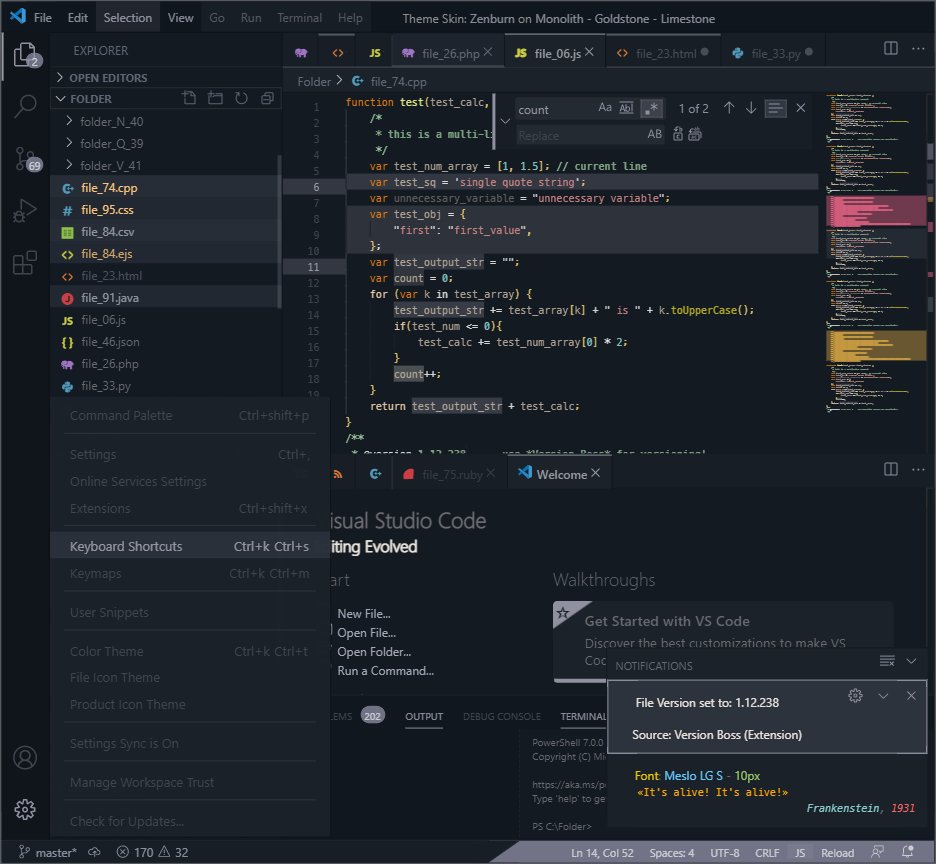 File Edit Selection View Go Run Terminal Help Theme Skin: Zenburn on Monolith - Goldstone - Limestone
2
69
EXPLORER
OPEN EDITORS
FOLDER
folder_N_40
folder_Q_39
folder_V_41
file_74.cpp
file_95.css
file_84.csv
file_84.ejs
file_23.html
file_91.java
file_06.js
file_46.json
file_26.php
file_33.py
JS file_26.php JS file_06.js file_23.html file_33.py
Folder file_74.cpp
count Aa Abl .* 1 of 2
Replace AB
1 function test(test_calc,
2 /*
3 * this is a multi-li
4 */
5 var test_num_array = [1, 1.5]; // current line
6 var test_sq = 'single quote string';
7 var unnecessary_variable = "unnecessary variable";
8 var test_obj = {
9 "first": "first_value",
10 };
11 var test_output_str = "";
12 var count = 0;
13 for (var k in test_array) {
14 test_output_str += test_array[k] + " is " + k.toUpperCase();
15 if(test_num <= 0){
16 test_calc += test_num_array[0] * 2;
17 }
18 count++;
19 }
return test_output_str + test_calc;
}
/**
Command Palette Ctrl+shift+p
Settings Ctrl+,
Online Services Settings
Extensions Ctrl+shift+x
Keyboard Shortcuts Ctrl+k Ctrl+s
Keymaps Ctrl+k Ctrl+m
User Snippets
Color Theme Ctrl+k Ctrl+t
File Icon Theme
Product Icon Theme
Settings Sync is On
Manage Workspace Trust
Check for Updates...
file_75.ruby Welcome
isual Studio Code
iting Evolved
art
New File...
Open File...
Open Folder...
Run a Command...
Walkthroughs
Get Started with VS Code
Discover the best customizations to make VS
Coc
LEMS 202 OUTPUT DEBUG CONSOLE TERMINAL
PowerShell 7.0.0
Copyright (C) Mic
https://aka.ms/po
Type 'help' to ge
PS C:\Folder>
NOTIFICATIONS
File Version set to: 1.12.238
Source: Version Boss (Extension)
Font: Meslo LG S - 10px
«It's alive! It's alive!»
Frankenstein, 1931
master* 170 32 Ln 14, Col 52 Spaces: 4 UTF-8 CRLF JS Reload